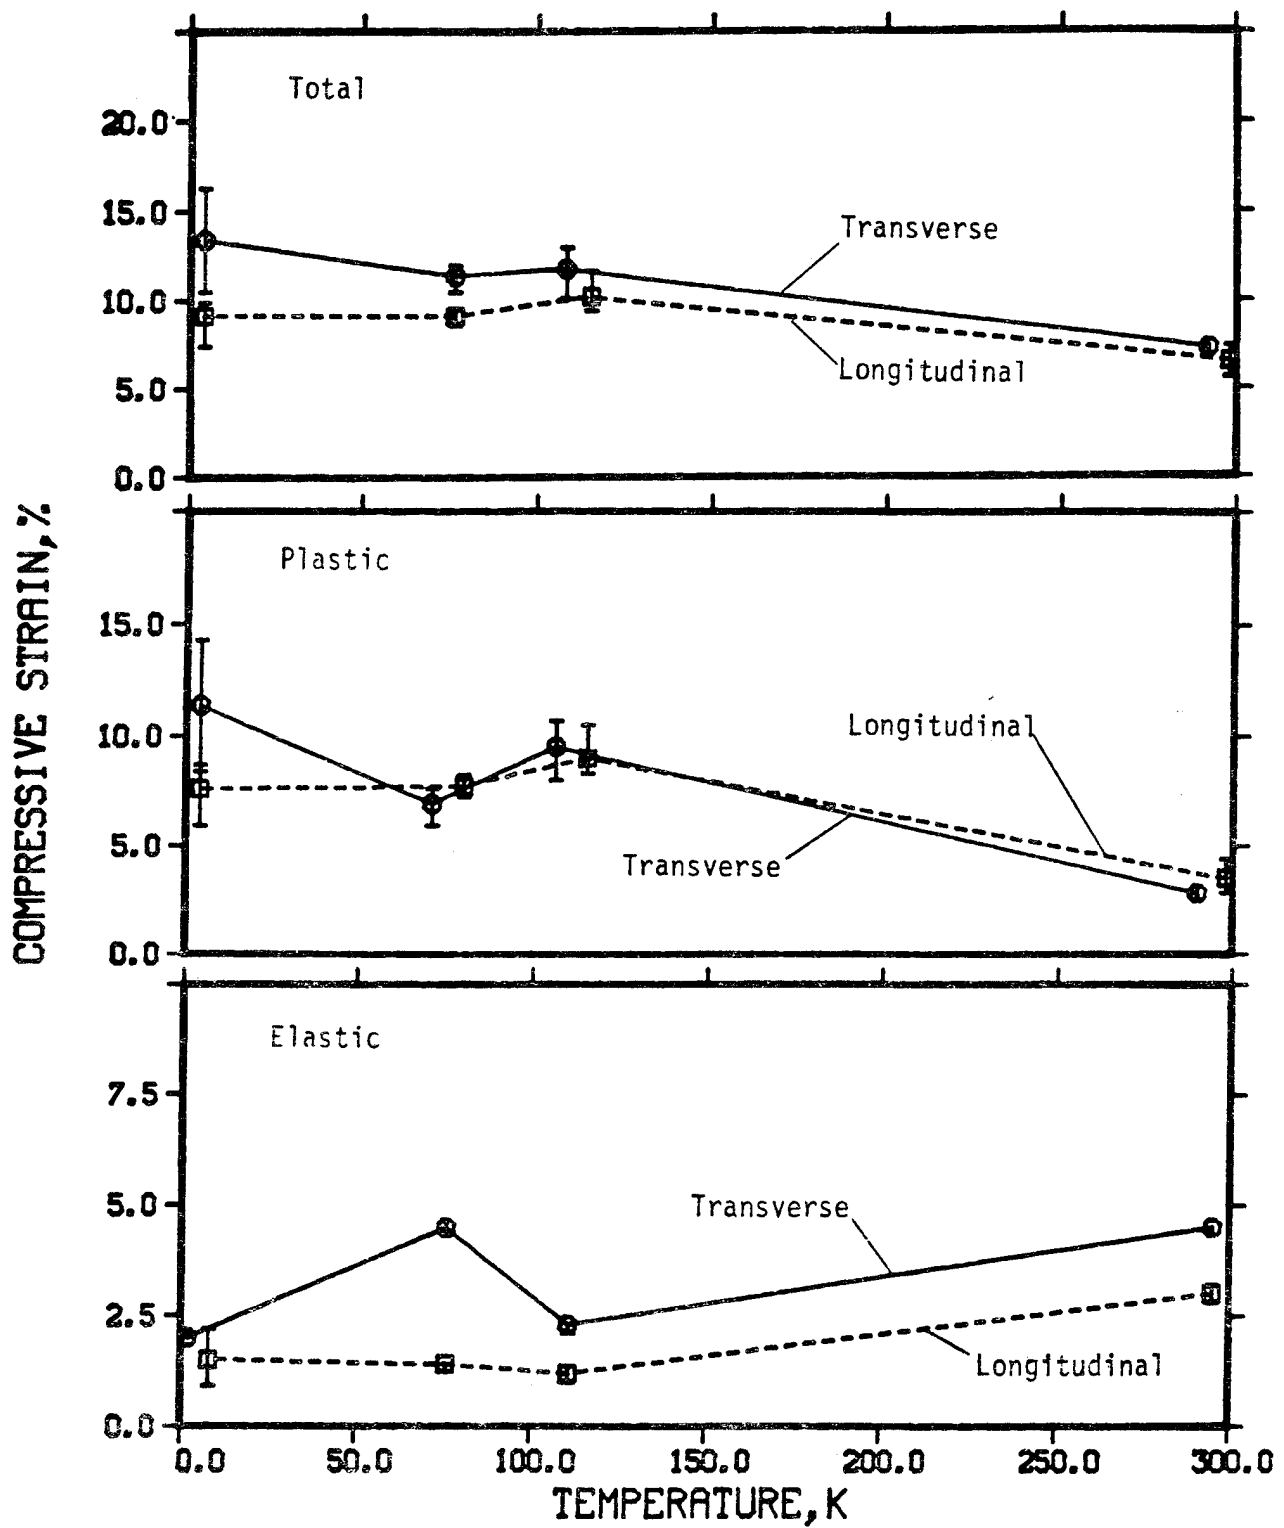 Total
20.0
15.0
10.0
5.0
0.0
Transverse
Longitudinal
COMPRESSIVE STRAIN,%
Plastic
15.0
10.0
5.0
0.0
Longitudinal
Transverse
Elastic
7.5
5.0
2.5
0.0
Transverse
Longitudinal
0.0 50.0 100.0 150.0 200.0 250.0 300.0
TEMPERATURE,K